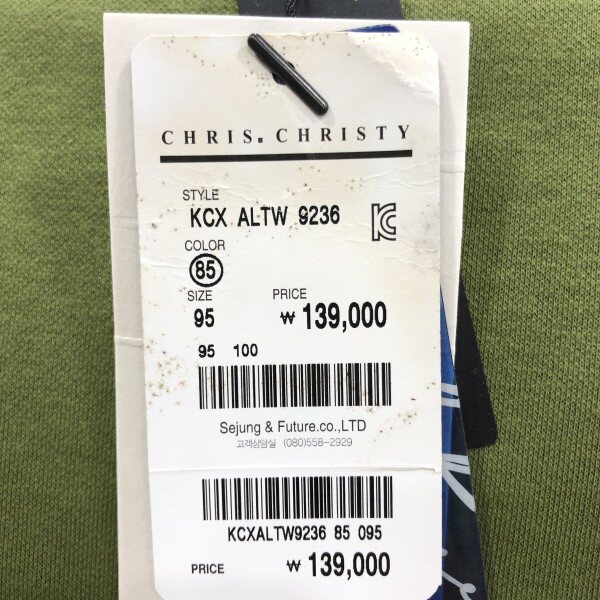 CHRIS. CHRISTY
STYLE
KCX ALTW 9236
COLOR
85
SIZE PRICE
95 ₩ 139,000
95 100
Sejung & Future.co.,LTD
고객상담실 (080)558-2929
KCXALTW9236 85 095
PRICE ₩ 139,000